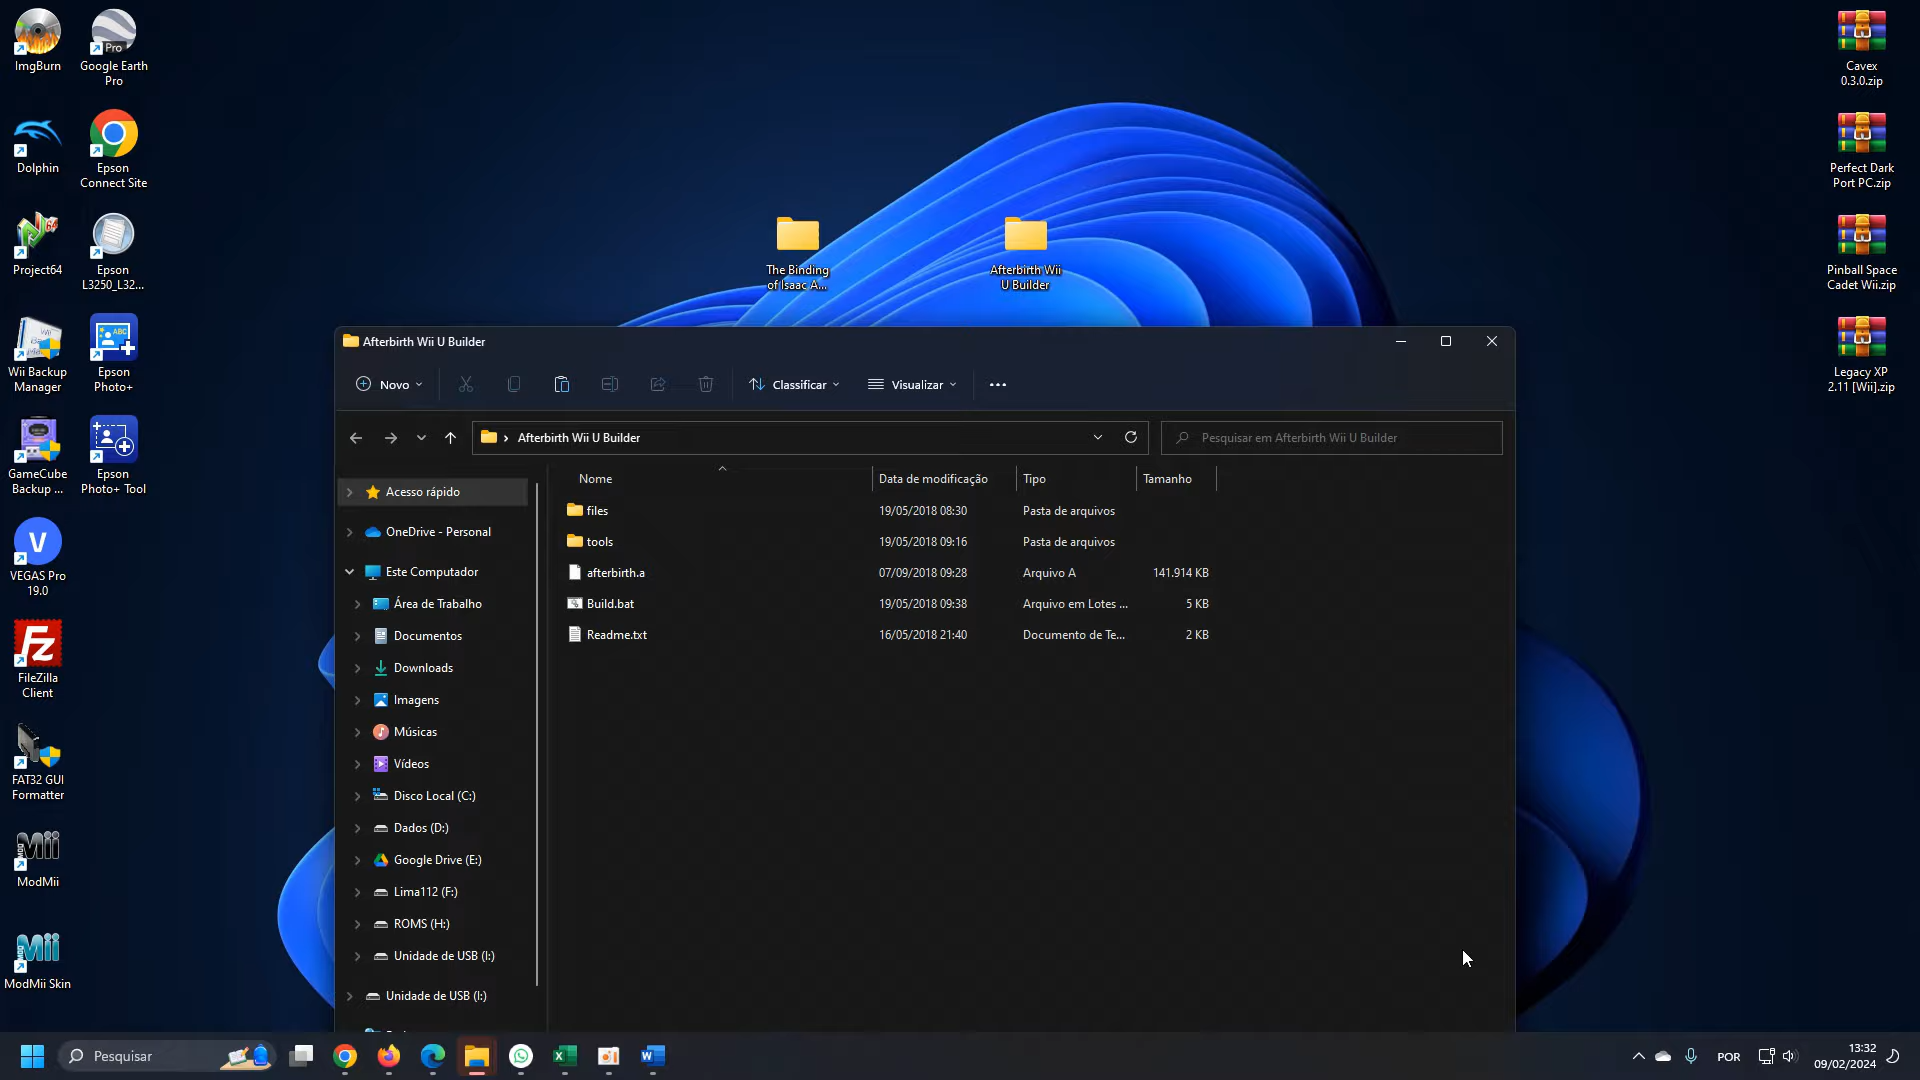 ImgBurn
Google Earth
Pro
Dolphin
Epson
Connect Site
Project64
Epson
L3250_L32...
Wii Backup
Manager
Epson
Photo+
GameCube
Backup ...
Epson
Photo+ Tool
VEGAS Pro
19.0
FileZilla
Client
FAT32 GUI
Formatter
ModMii
ModMii Skin
The Binding
of Isaac A...
Afterbirth Wii
U Builder
Cavex
0.3.0.zip
Perfect Dark
Port PC.zip
Pinball Space
Cadet Wii.zip
Legacy XP
2.11 [Wii].zip
Afterbirth Wii U Builder
Novo
Classificar
Visualizar
Afterbirth Wii U Builder
Pesquisar em Afterbirth Wii U Builder
Acesso rápido
OneDrive - Personal
Este Computador
Área de Trabalho
Documentos
Downloads
Imagens
Músicas
Vídeos
Disco Local (C:)
Dados (D:)
Google Drive (E:)
Lima112 (F:)
ROMS (H:)
Unidade de USB (I:)
Unidade de USB (I:)
Nome Data de modificação Tipo Tamanho
files 19/05/2018 08:30 Pasta de arquivos
tools 19/05/2018 09:16 Pasta de arquivos
afterbirth.a 07/09/2018 09:28 Arquivo A 141.914 KB
Build.bat 19/05/2018 09:38 Arquivo em Lotes ... 5 KB
Readme.txt 16/05/2018 21:40 Documento de Te... 2 KB
Pesquisar
POR
13:32
09/02/2024